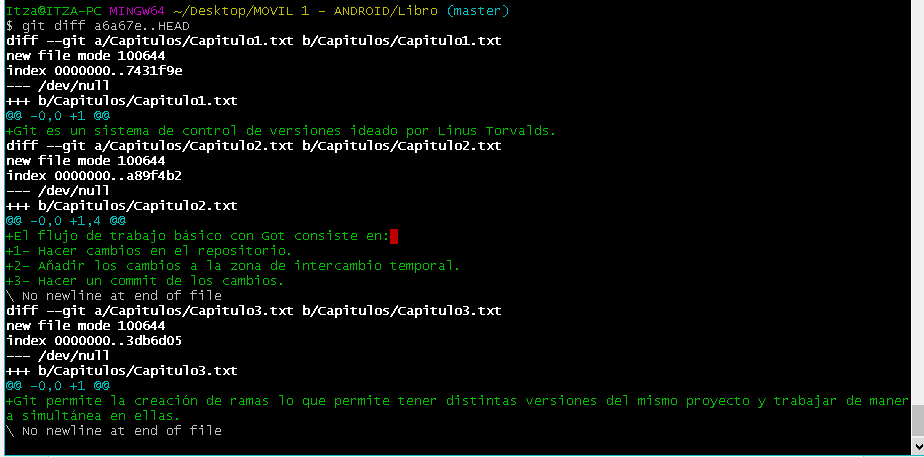 Itza@ITZA-PC MINGW64 ~/Desktop/MOVIL 1 - ANDROID/Libro (master)
$ git diff a6a67e..HEAD
diff --git a/Capitulos/Capitulo1.txt b/Capitulos/Capitulo1.txt
new file mode 100644
index 0000000..7431f9e
--- /dev/null
+++ b/Capitulos/Capitulo1.txt
@@ -0,0 +1 @@
+Git es un sistema de control de versiones ideado por Linus Torvalds.
diff --git a/Capitulos/Capitulo2.txt b/Capitulos/Capitulo2.txt
new file mode 100644
index 0000000..a89f4b2
--- /dev/null
+++ b/Capitulos/Capitulo2.txt
@@ -0,0 +1,4 @@
+El flujo de trabajo básico con Got consiste en:
+1- Hacer cambios en el repositorio.
+2- Añadir los cambios a la zona de intercambio temporal.
+3- Hacer un commit de los cambios.
\ No newline at end of file
diff --git a/Capitulos/Capitulo3.txt b/Capitulos/Capitulo3.txt
new file mode 100644
index 0000000..3db6d05
--- /dev/null
+++ b/Capitulos/Capitulo3.txt
@@ -0,0 +1 @@
+Git permite la creación de ramas lo que permite tener distintas versiones del mismo proyecto y trabajar de maner
a simultánea en ellas.
\ No newline at end of file